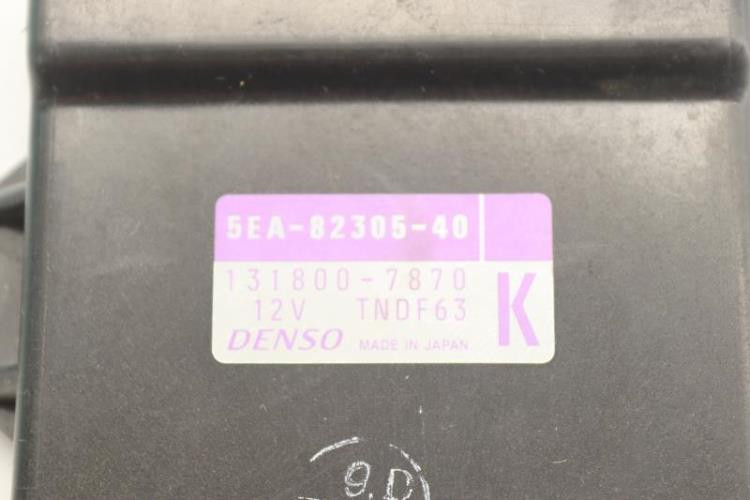 5EA-82305-40
131800-7870
12V TNDF63
K
DENSO MADE IN JAPAN
9.D